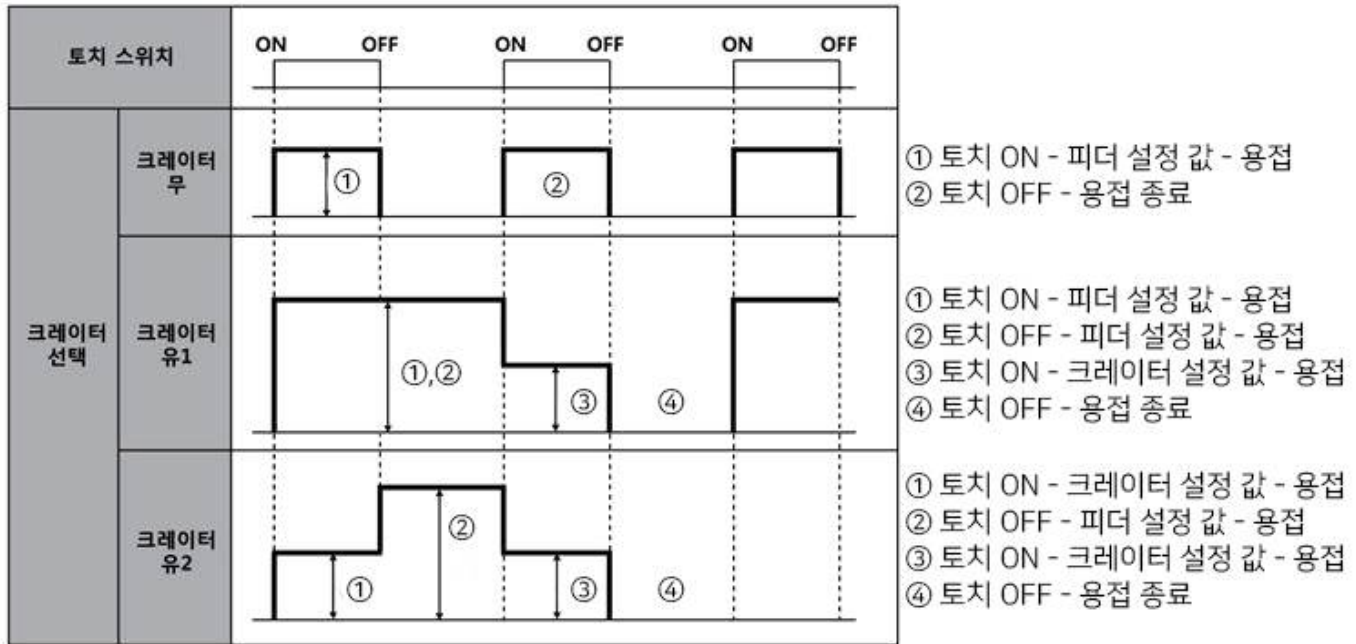 토치 스위치
ON OFF ON OFF ON OFF
크레이터 선택
크레이터 무
①
②
① 토치 ON - 피더 설정 값 - 용접
② 토치 OFF - 용접 종료
크레이터 유1
①,②
③
④
① 토치 ON - 피더 설정 값 - 용접
② 토치 OFF - 피더 설정 값 - 용접
③ 토치 ON - 크레이터 설정 값 - 용접
④ 토치 OFF - 용접 종료
크레이터 유2
①
②
③
④
① 토치 ON - 크레이터 설정 값 - 용접
② 토치 OFF - 피더 설정 값 - 용접
③ 토치 ON - 크레이터 설정 값 - 용접
④ 토치 OFF - 용접 종료